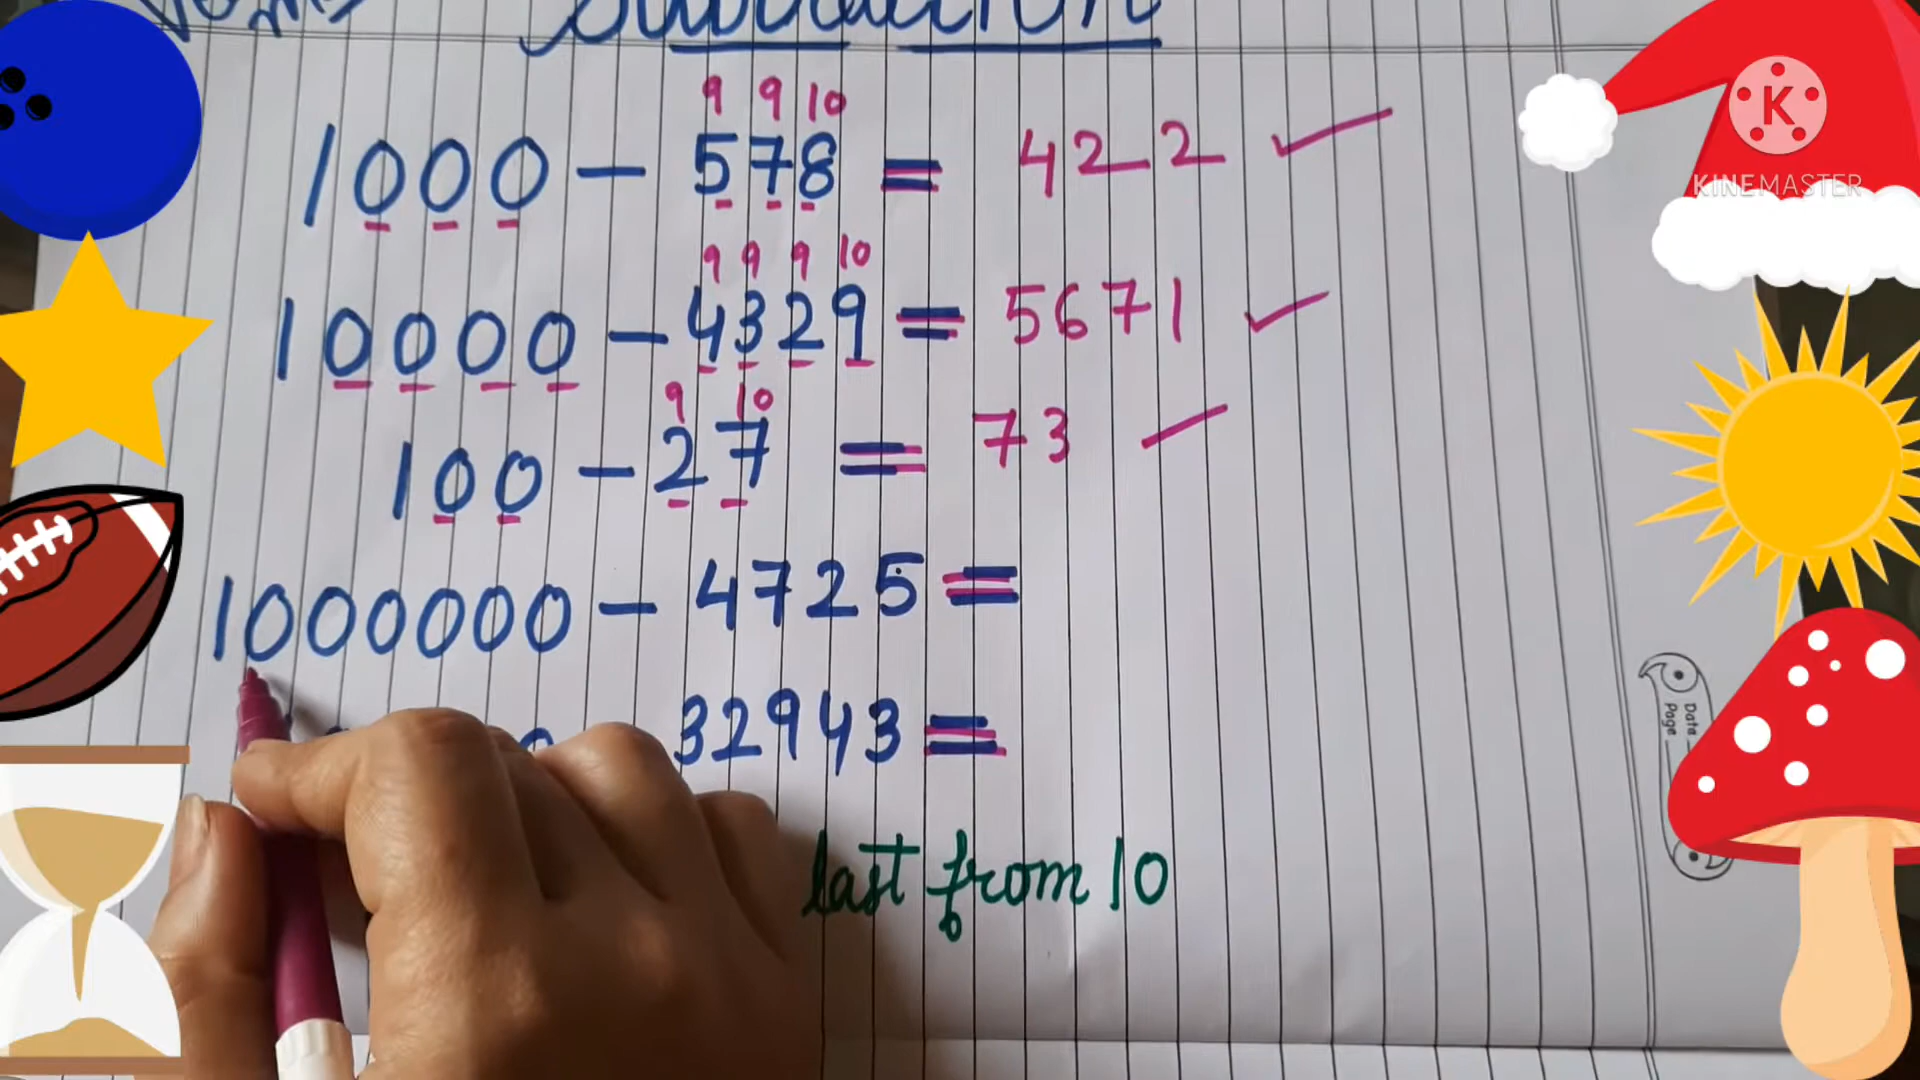 9 9 10
1000 - 578 = 422 ✓
9 9 9 10
10000 - 4329 = 5671 ✓
9 10
100 - 27 = 73
1000000 - 4725 =
32943 =
last from 10
K
KINEMASTER
Date
Page